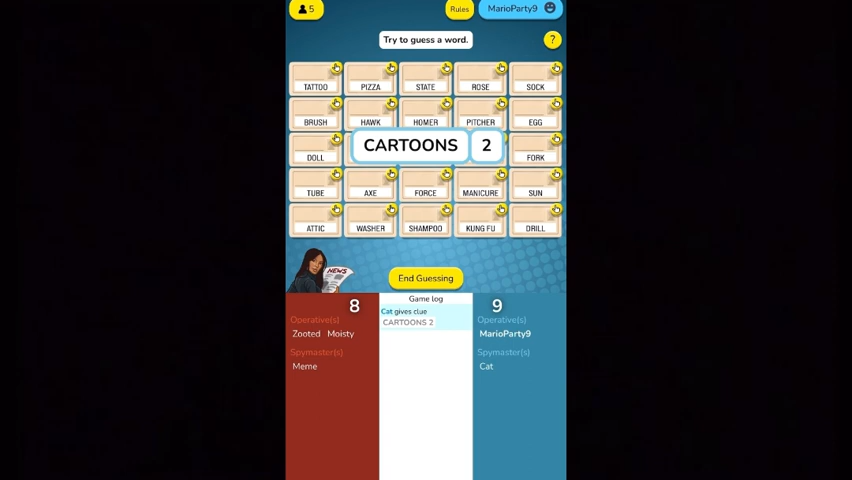 5
Rules
MarioParty9
Try to guess a word.
?
TATTOO PIZZA STATE ROSE SOCK
BRUSH HAWK HOMER PITCHER EGG
DOLL FORK
CARTOONS 2
TUBE AXE FORCE MANICURE SUN
ATTIC WASHER SHAMPOO KUNG FU DRILL
NEWS
End Guessing
8
Operative(s)
Zooted Moisty
Spymaster(s)
Meme
Game log
Cat gives clue
CARTOONS 2
9
Operative(s)
MarioParty9
Spymaster(s)
Cat